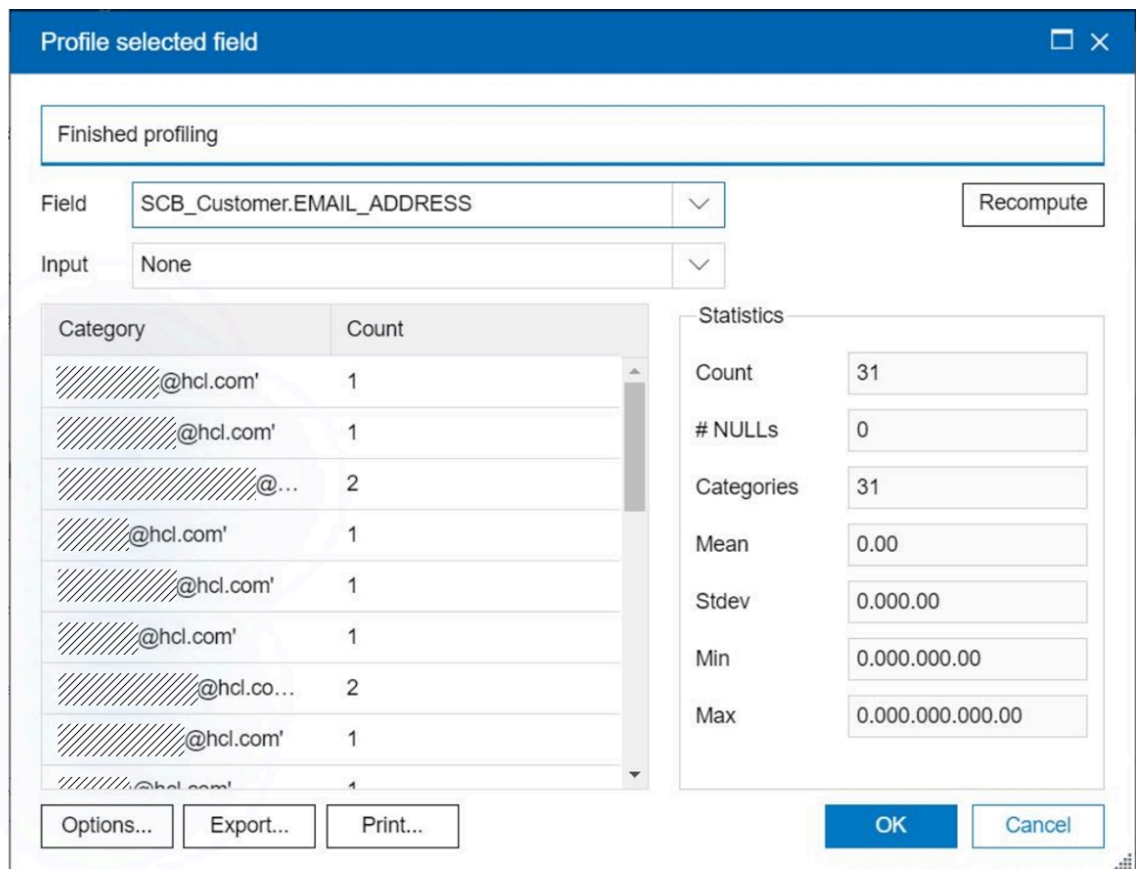 Profile selected field
Finished profiling
Field SCB_Customer.EMAIL_ADDRESS Recompute
Input None
Category Count
@hcl.com' 1
@hcl.com' 1
@... 2
@hcl.com' 1
@hcl.com' 1
@hcl.com' 1
@hcl.co... 2
@hcl.com' 1
@hcl.com' 1
Statistics
Count 31
# NULLs 0
Categories 31
Mean 0.00
Stdev 0.000.00
Min 0.000.000.00
Max 0.000.000.000.00
Options... Export... Print... OK Cancel